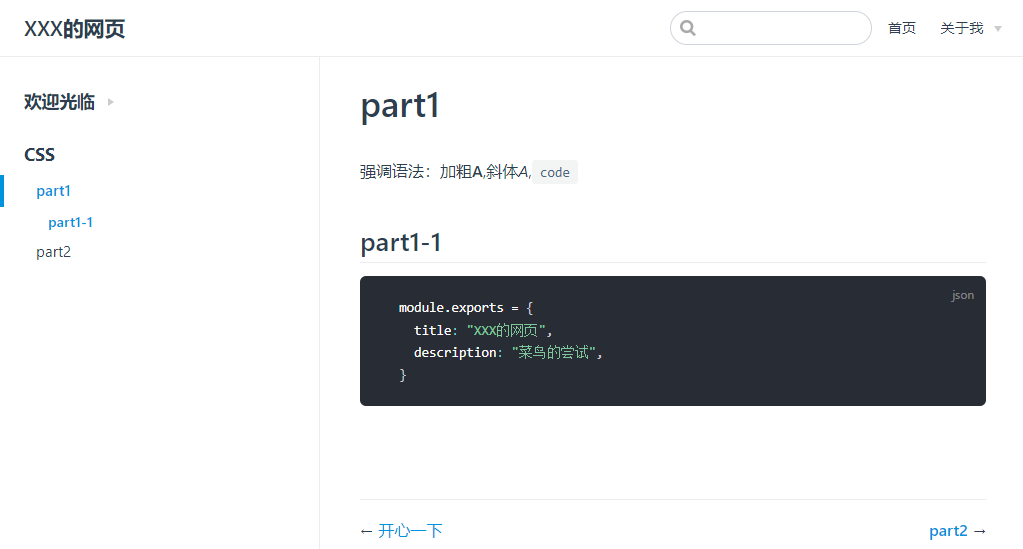 XXX的网页
首页 关于我
欢迎光临
CSS
part1
part1-1
part2
part1
强调语法：加粗A,斜体A, code
part1-1
json
module.exports = {
  title: "XXX的网页",
  description: "菜鸟的尝试",
}
← 开心一下
part2 →